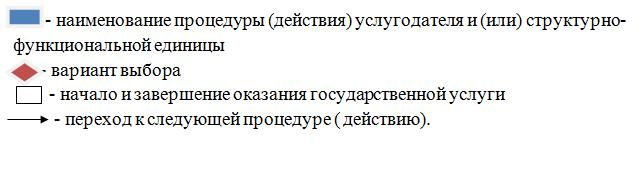 - наименование процедуры (действия) услугодателя и (или) структурно-
функциональной единицы
- вариант выбора
- начало и завершение оказания государственной услуги
- переход к следующей процедуре ( действию).